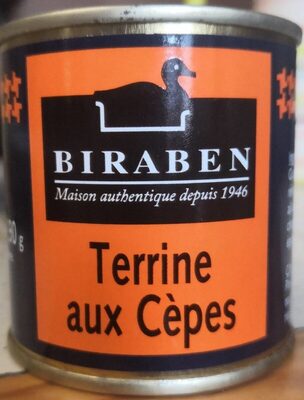 BIRABEN
Maison authentique depuis 1946
Terrine
aux Cèpes